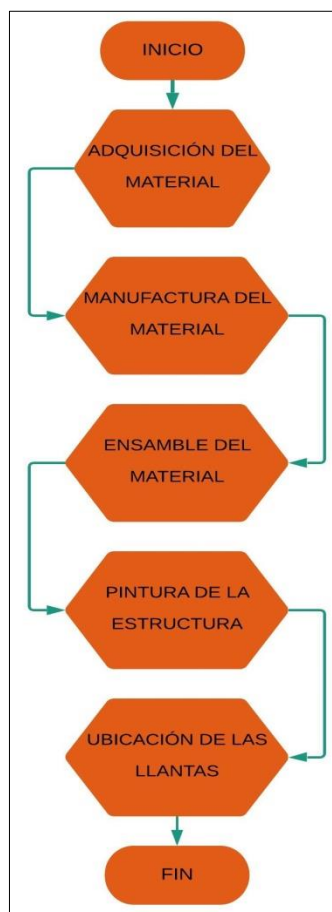 INICIO
ADQUISICIÓN DEL
MATERIAL
MANUFACTURA DEL
MATERIAL
ENSAMBLE DEL
MATERIAL
PINTURA DE LA
ESTRUCTURA
UBICACIÓN DE LAS
LLANTAS
FIN